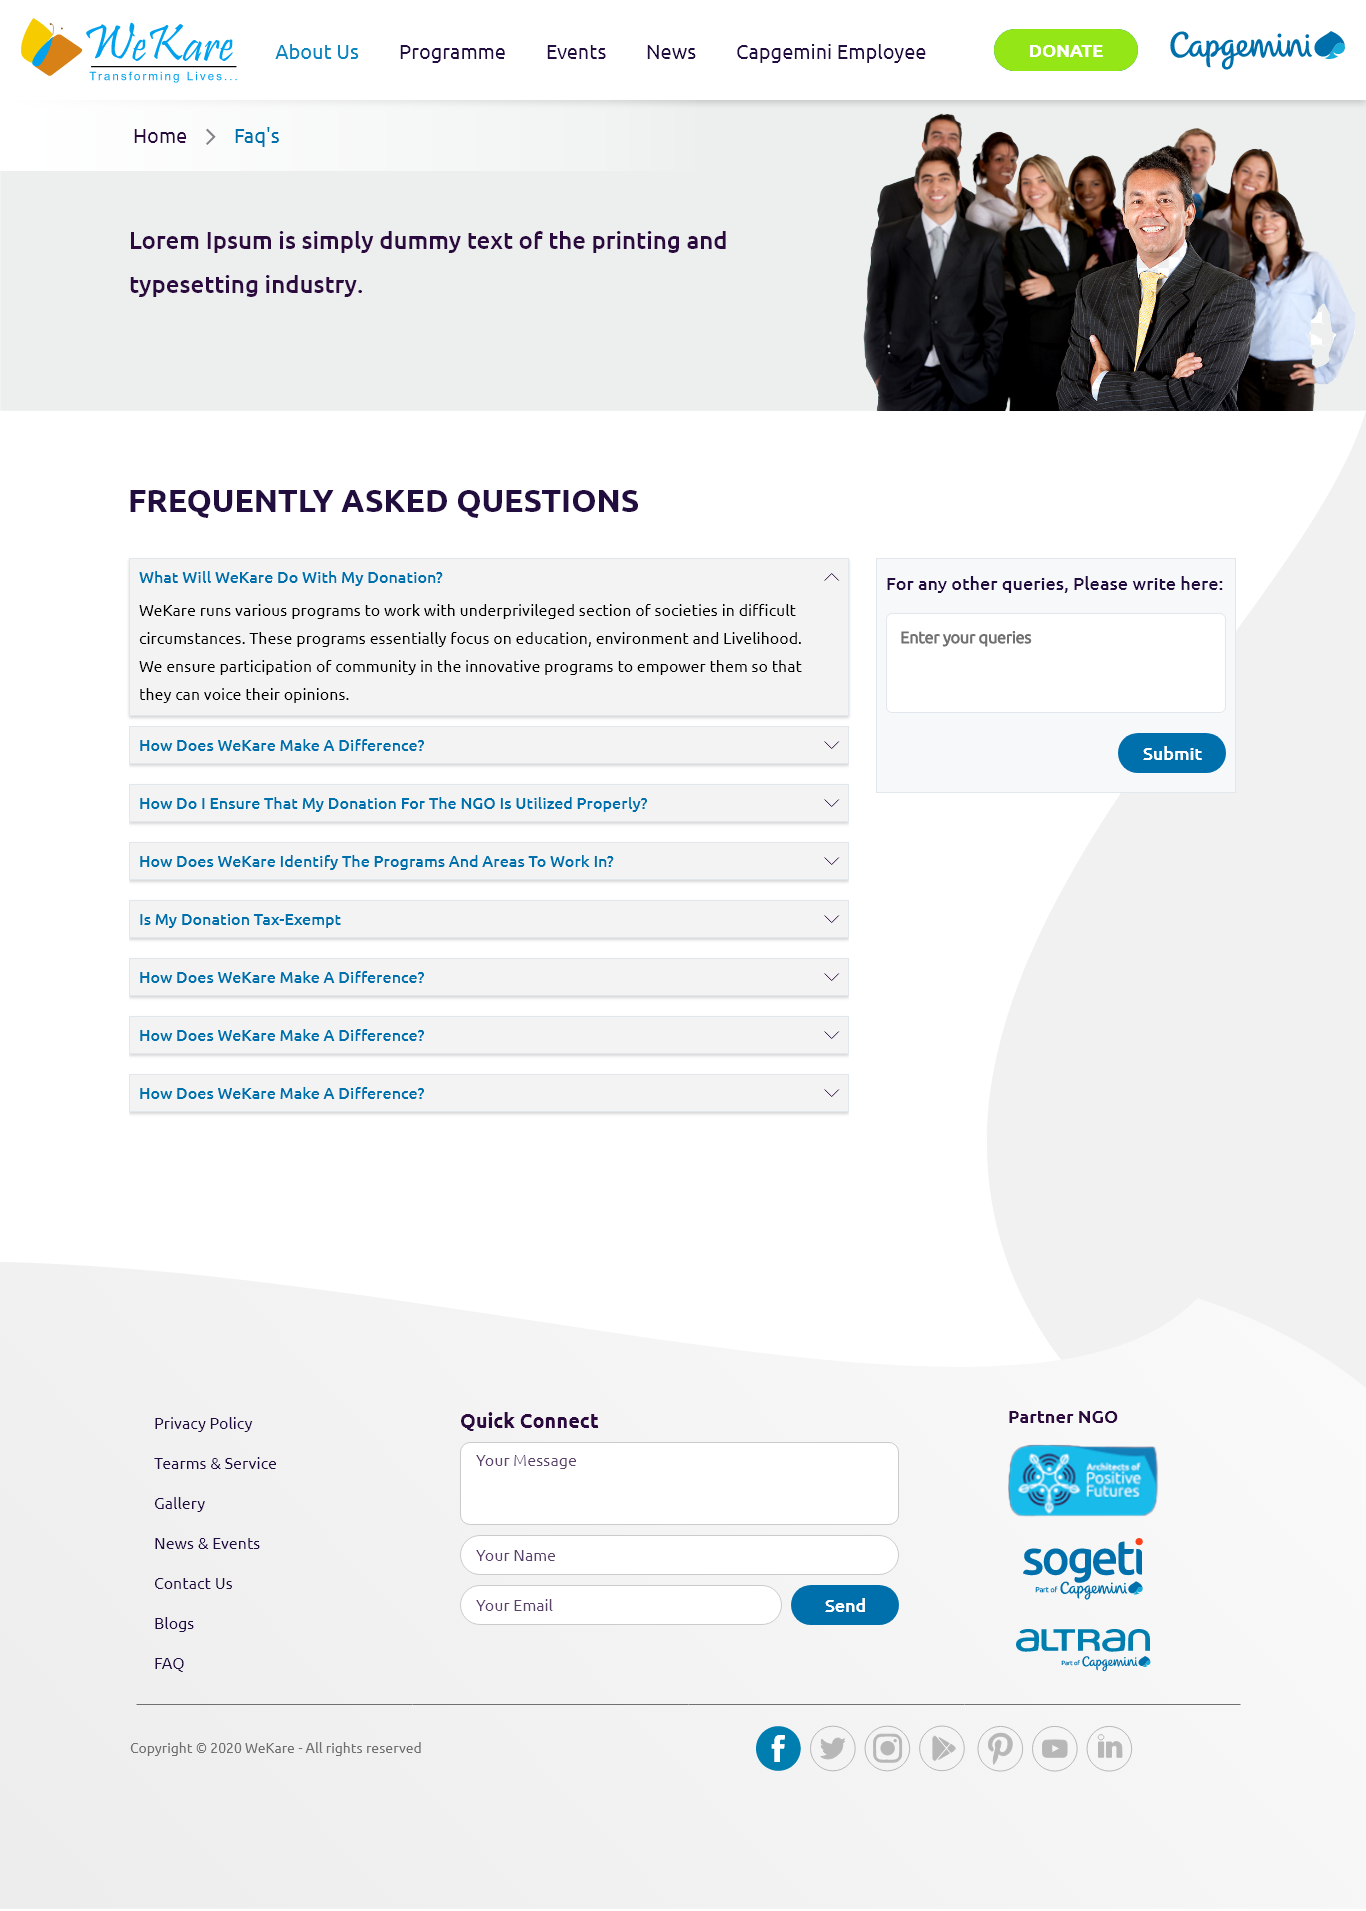 WeKare
Transforming Lives...
About Us
Programme
Events
News
Capgemini Employee
DONATE
Capgemini
Home
Faq's
Lorem Ipsum is simply dummy text of the printing and
typesetting industry.
FREQUENTLY ASKED QUESTIONS
What Will WeKare Do With My Donation?
WeKare runs various programs to work with underprivileged section of societies in difficult
circumstances. These programs essentially focus on education, environment and Livelihood.
We ensure participation of community in the innovative programs to empower them so that
they can voice their opinions.
How Does WeKare Make A Difference?
How Do I Ensure That My Donation For The NGO Is Utilized Properly?
How Does WeKare Identify The Programs And Areas To Work In?
Is My Donation Tax-Exempt
How Does WeKare Make A Difference?
How Does WeKare Make A Difference?
How Does WeKare Make A Difference?
For any other queries, Please write here:
Enter your queries
Submit
Privacy Policy
Tearms & Service
Gallery
News & Events
Contact Us
Blogs
FAQ
Quick Connect
Your Message
Your Name
Your Email
Send
Partner NGO
Architects of
Positive
Futures
sogeti
Part of Capgemini
ALTRAN
Part of Capgemini
Copyright © 2020 WeKare - All rights reserved